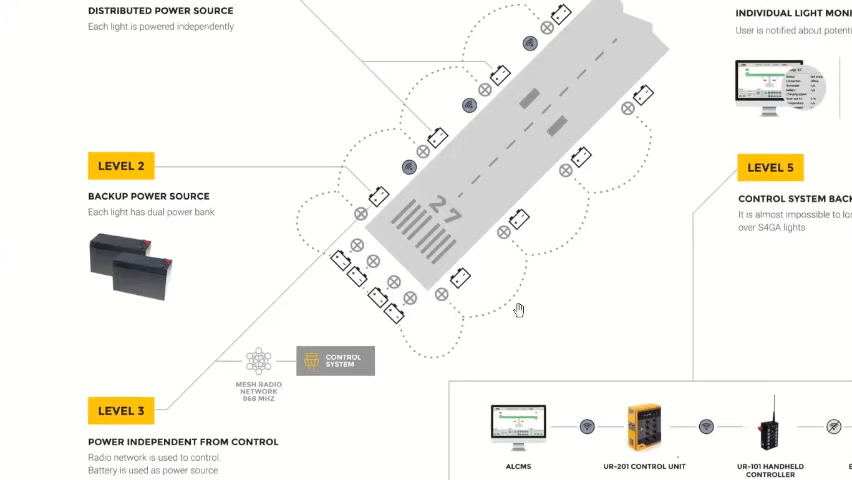 DISTRIBUTED POWER SOURCE
Each light is powered independently
INDIVIDUAL LIGHT MONI
User is notified about potenti
LEVEL 2
BACKUP POWER SOURCE
Each light has dual power bank
27
LEVEL 5
CONTROL SYSTEM BACK
It is almost impossible to los
over S4GA lights
CONTROL
SYSTEM
MESH RADIO
NETWORK
868 MHZ
LEVEL 3
POWER INDEPENDENT FROM CONTROL
Radio network is used to control.
Battery is used as power source
ALCMS
UR-201 CONTROL UNIT
UR-101 HANDHELD
CONTROLLER